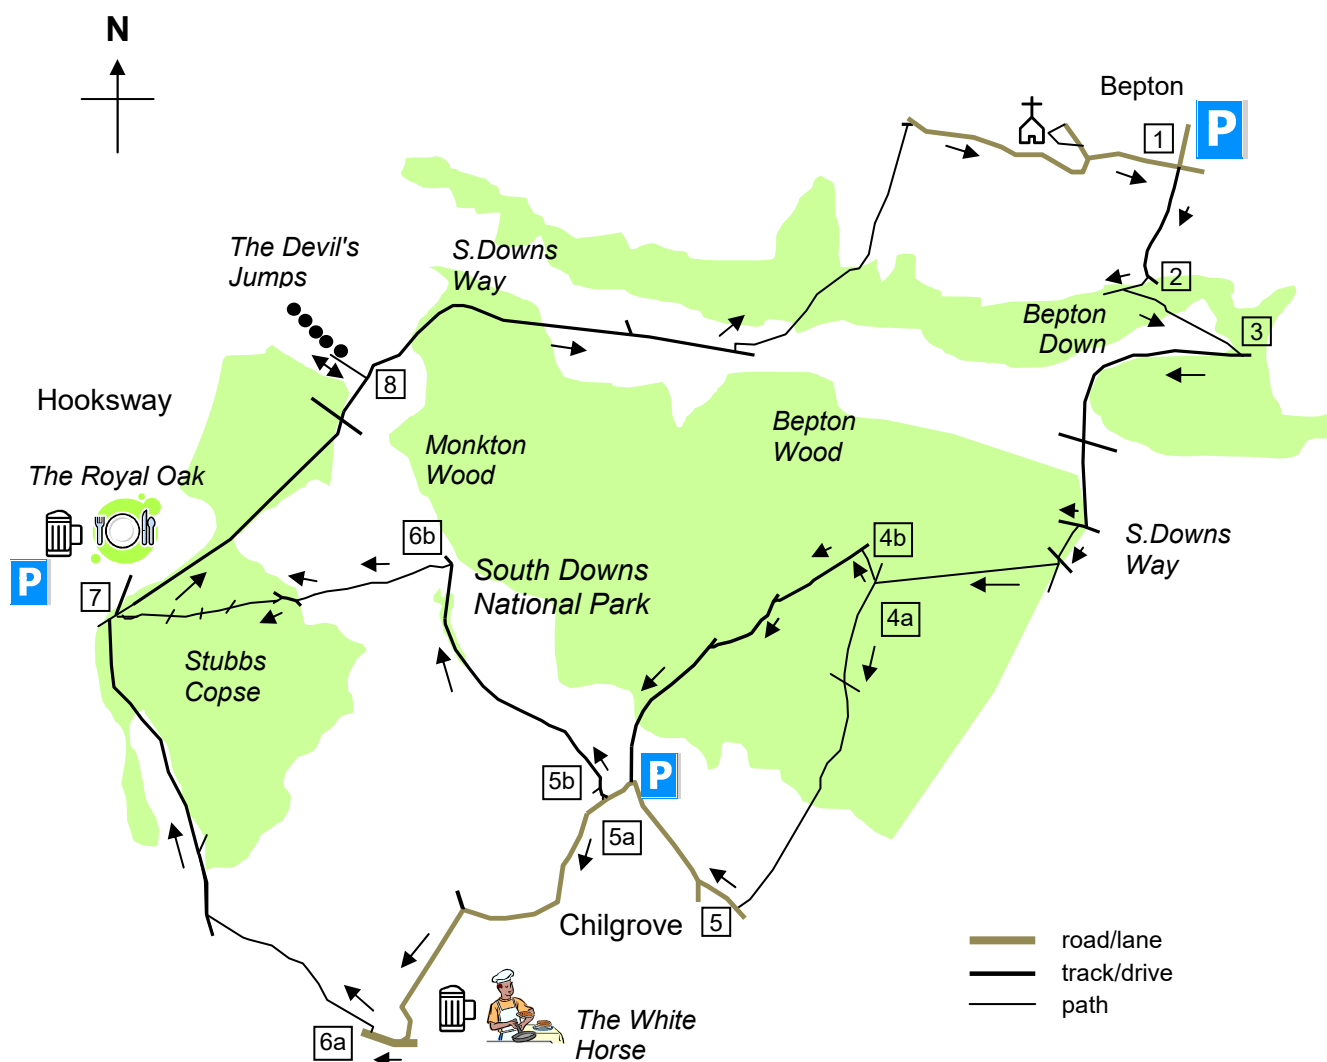 N
Bepton
1
P
The Devil's
Jumps
S.Downs
Way
2
Bepton
Down
3
8
Hooksway
The Royal Oak
Monkton
Wood
Bepton
Wood
P
7
6b
South Downs
National Park
4b
S.Downs
Way
4a
Stubbs
Copse
5b
P
5a
Chilgrove
5
6a
The White
Horse
road/lane
track/drive
path